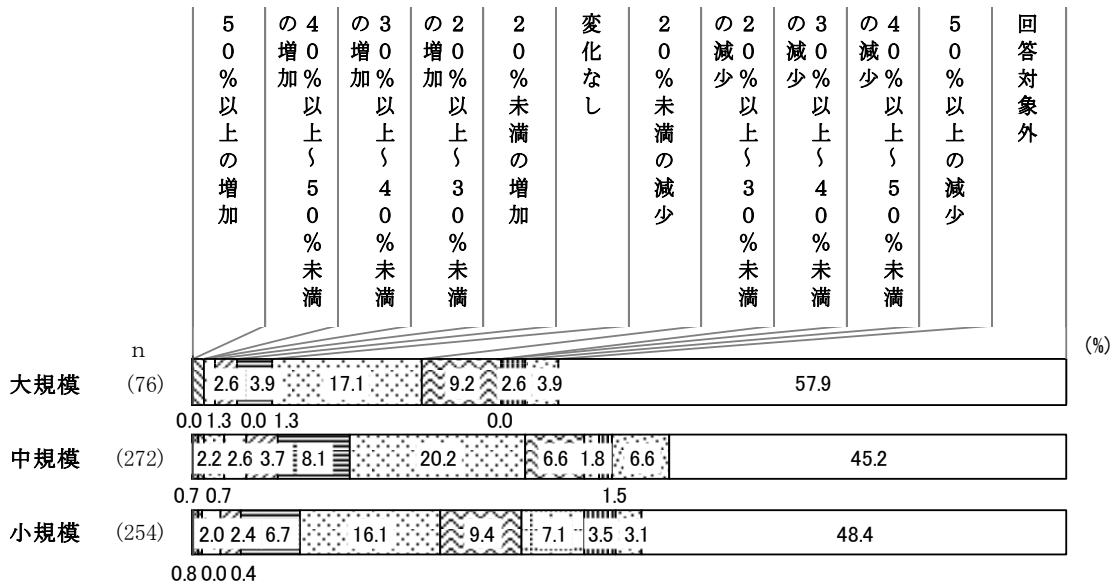 50%以上の増加
40%以上~50%未満の増加
30%以上~40%未満の増加
20%以上~30%未満の増加
20%未満の増加
変化なし
20%未満の減少
20%以上~30%未満の減少
30%以上~40%未満の減少
40%以上~50%未満の減少
50%以上の減少
回答対象外
n
(%)
大規模 (76) 2.6 3.9 17.1 9.2 2.6 3.9 57.9
0.0 1.3 0.0 1.3 0.0
中規模 (272) 2.2 2.6 3.7 8.1 20.2 6.6 1.8 6.6 45.2
0.7 0.7 1.5
小規模 (254) 2.0 2.4 6.7 16.1 9.4 7.1 3.5 3.1 48.4
0.8 0.0 0.4